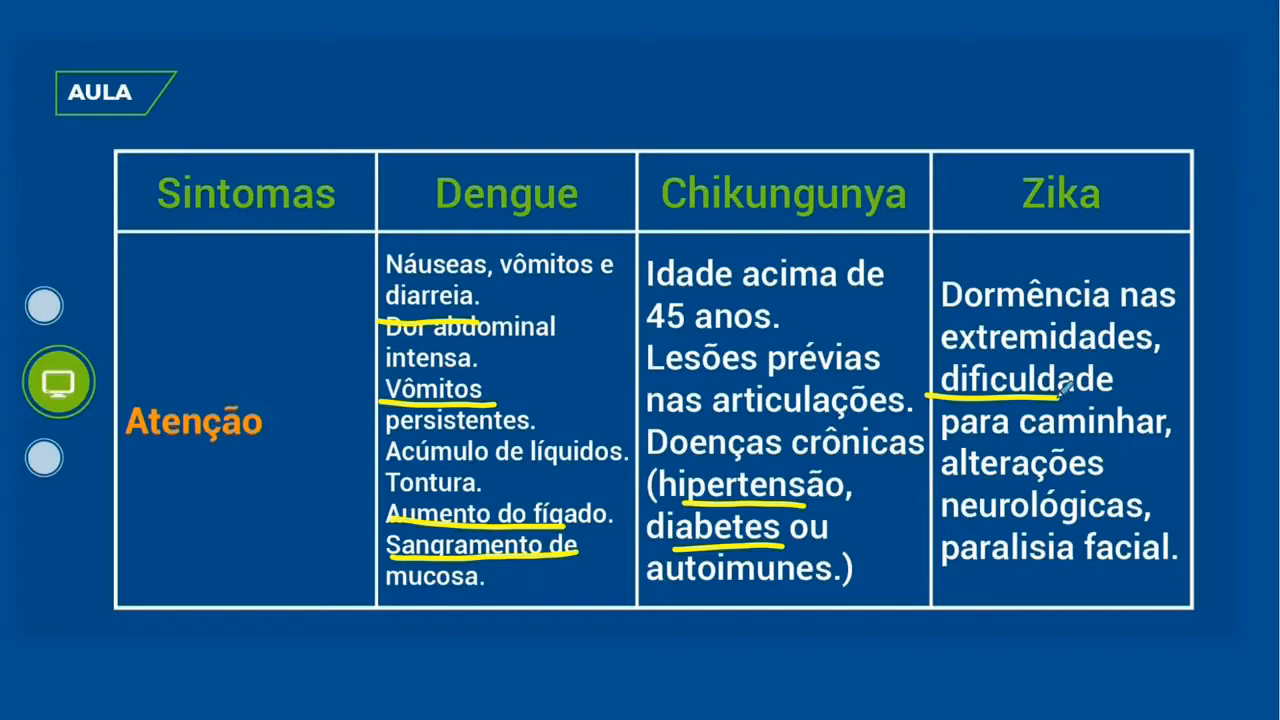 AULA
Sintomas
Dengue
Chikungunya
Zika
Atenção
Náuseas, vômitos e
diarreia.
Dor abdominal
intensa.
Vômitos
persistentes.
Acúmulo de líquidos.
Tontura.
Aumento do fígado.
Sangramento de
mucosa.
Idade acima de
45 anos.
Lesões prévias
nas articulações.
Doenças crônicas
(hipertensão,
diabetes ou
autoimunes.)
Dormência nas
extremidades,
dificuldade
para caminhar,
alterações
neurológicas,
paralisia facial.